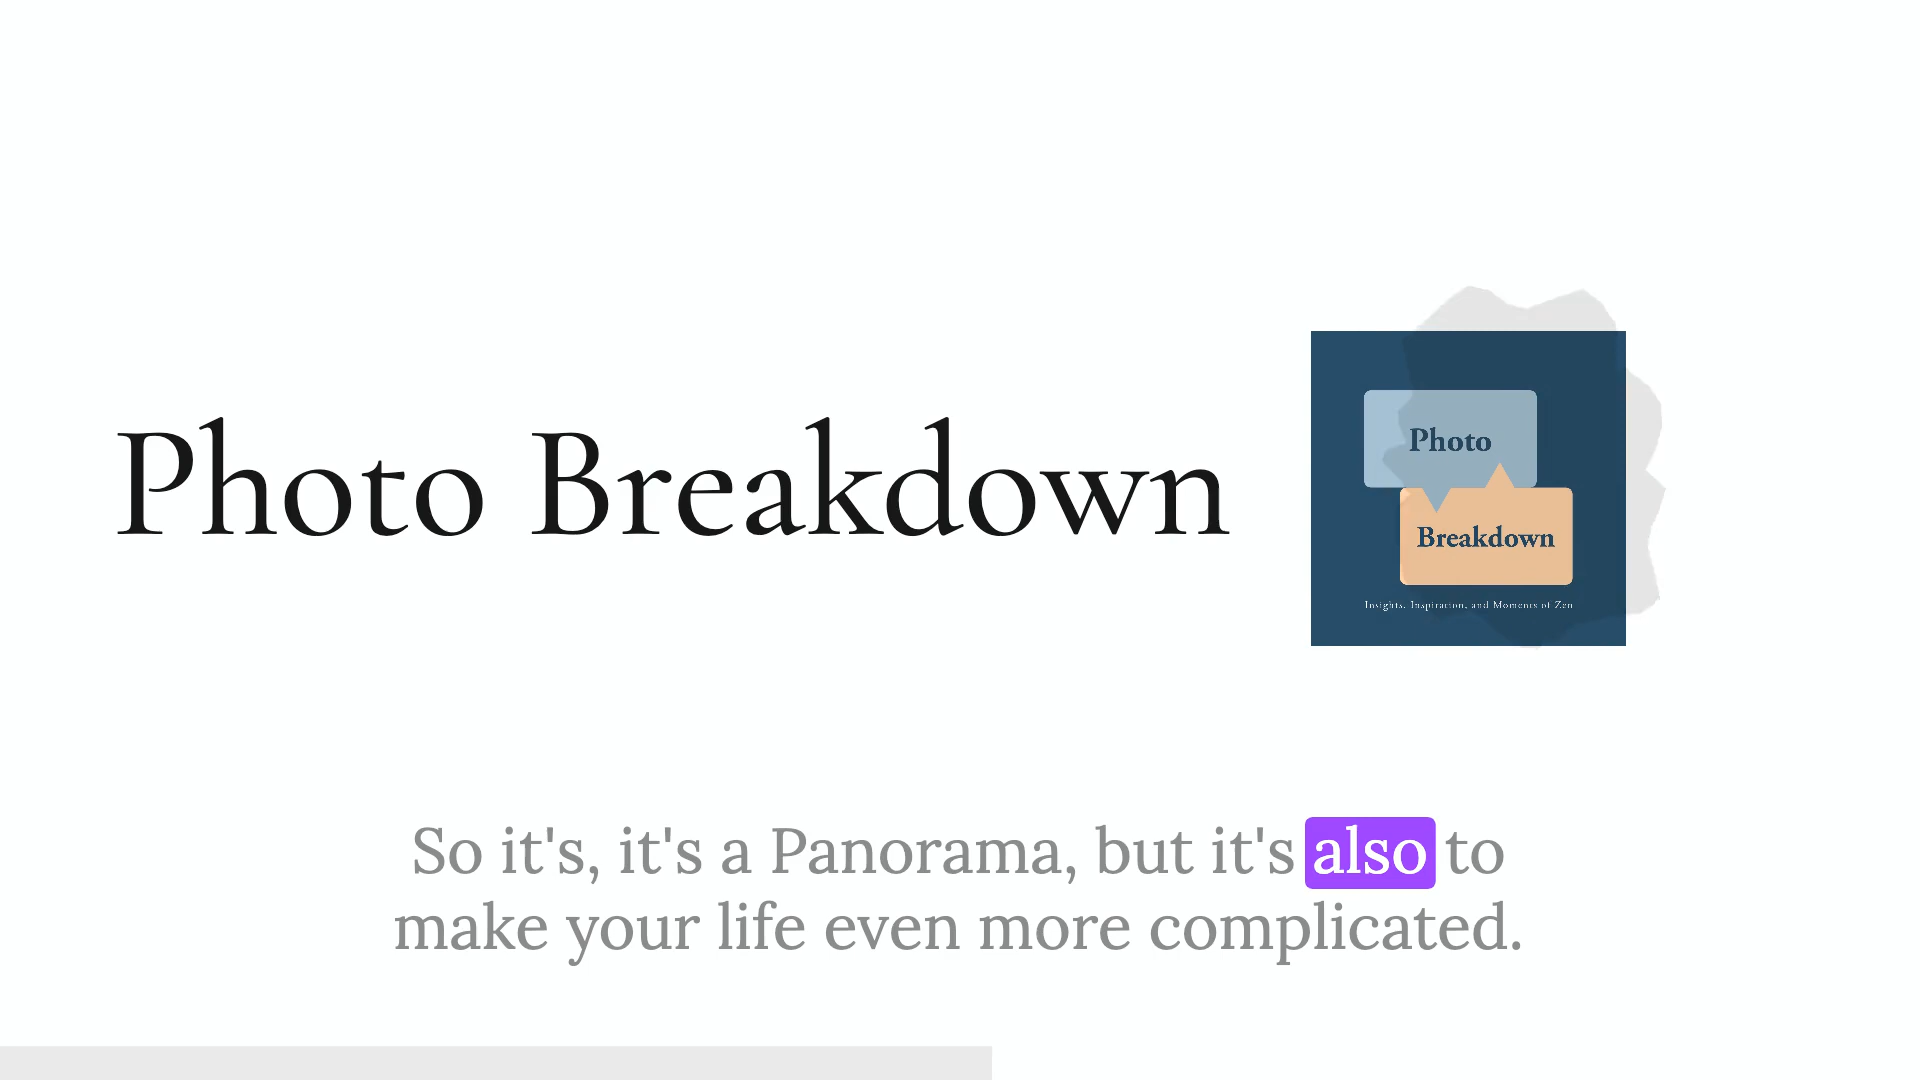 Photo Breakdown
Photo
Breakdown
Insights, Inspiration, and Moments of Zen
So it's, it's a Panorama, but it's also to
make your life even more complicated.